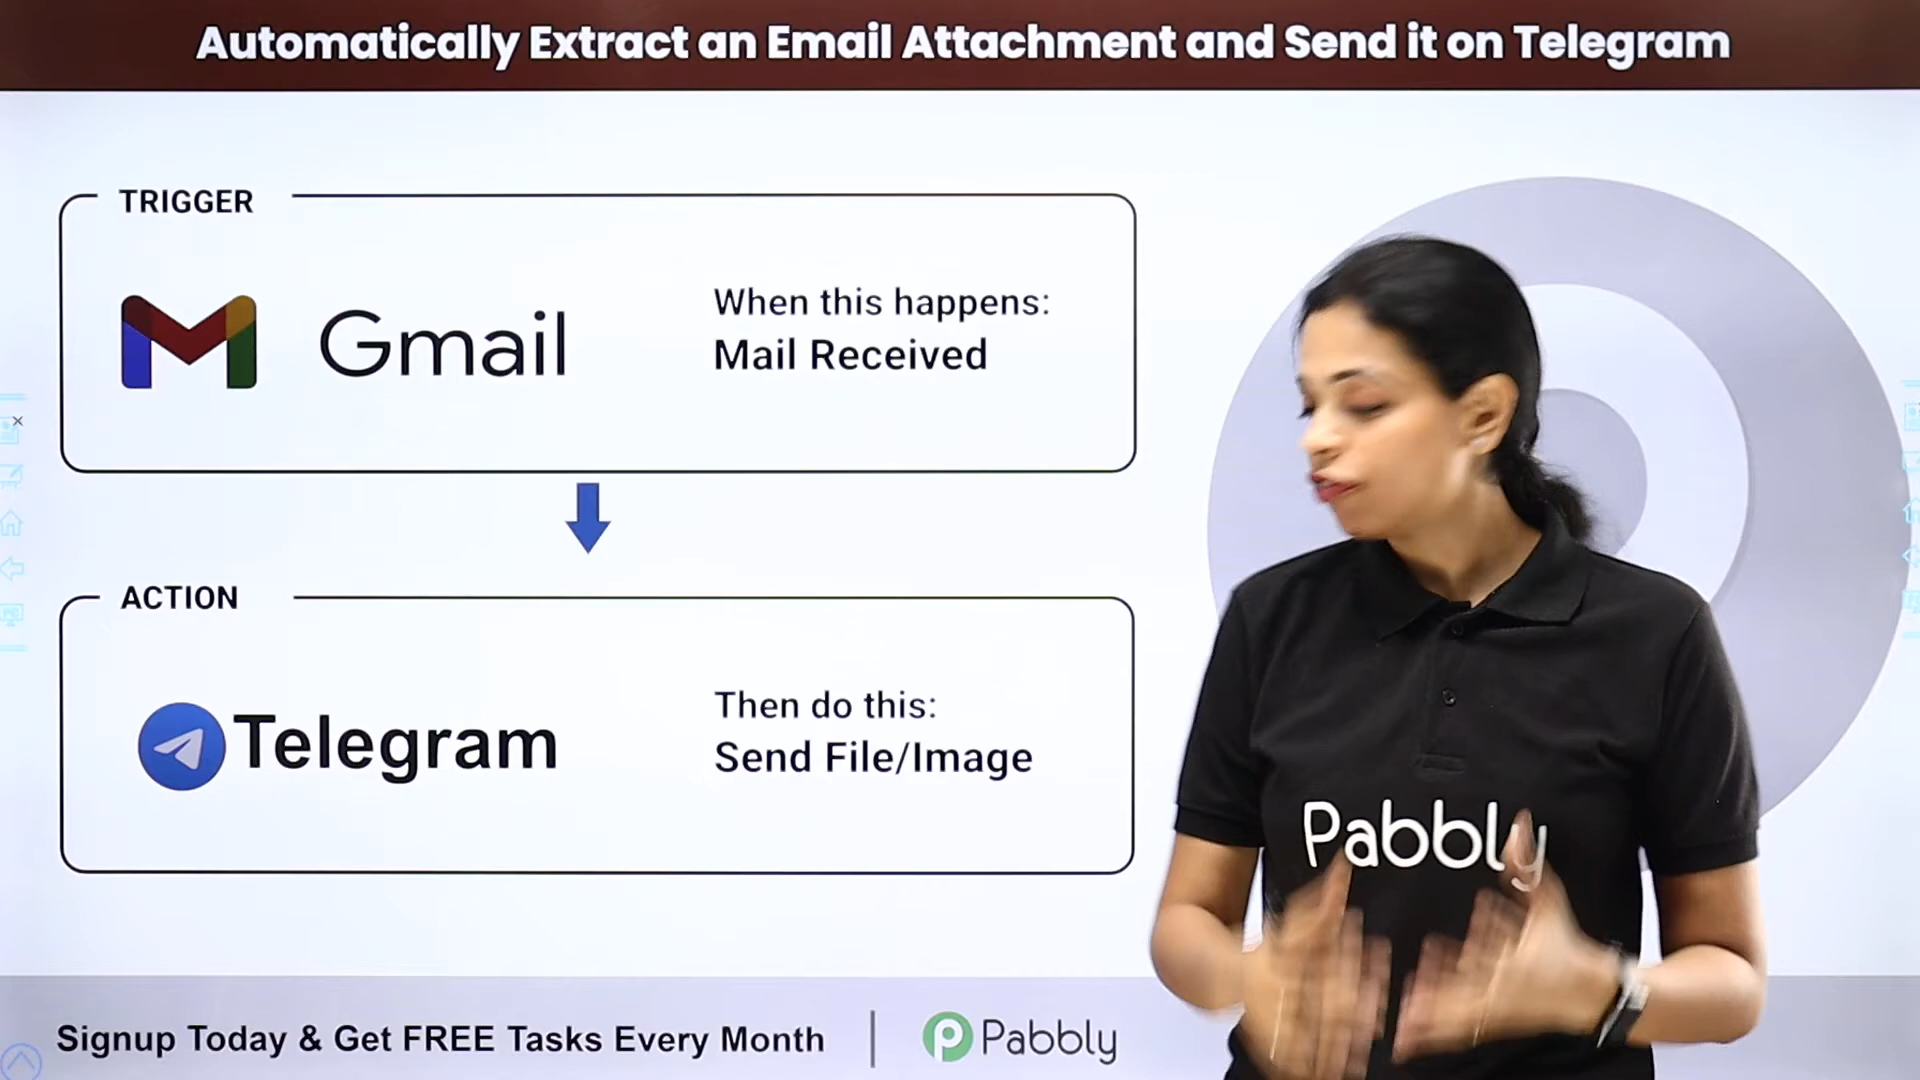 Automatically Extract an Email Attachment and Send it on Telegram
TRIGGER
Gmail
When this happens:
Mail Received
ACTION
Telegram
Then do this:
Send File/Image
Pabbly
Signup Today & Get FREE Tasks Every Month
Pabbly